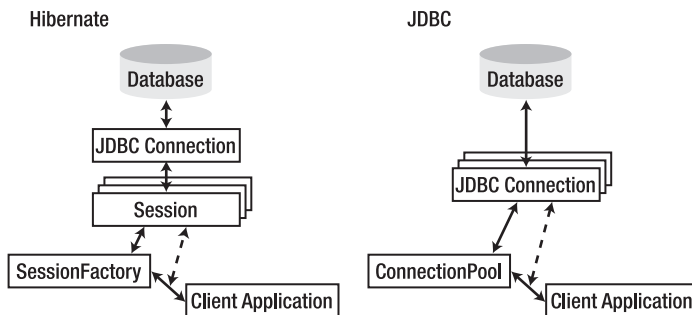 Hibernate
Database
JDBC Connection
Session
SessionFactory
Client Application
JDBC
Database
JDBC Connection
ConnectionPool
Client Application